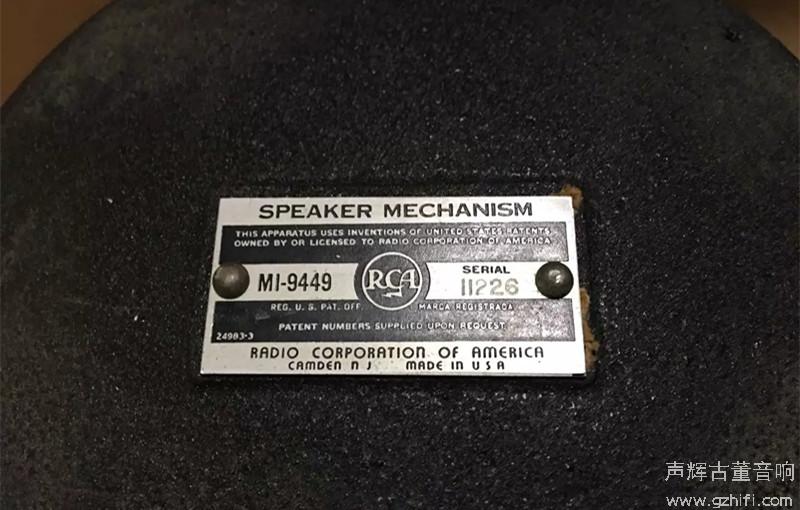 SPEAKER MECHANISM
THIS APPARATUS USES INVENTIONS OF UNITED STATES PATENTS
OWNED BY OR LICENSED TO RADIO CORPORATION OF AMERICA
MI-9449
RCA
SERIAL
11226
REG. U. S. PAT. OFF. MARCA REGISTRADA
PATENT NUMBERS SUPPLIED UPON REQUEST
24983-3
RADIO CORPORATION OF AMERICA
CAMDEN N J MADE IN U S A
声辉古董音响
www.gzhifi.com